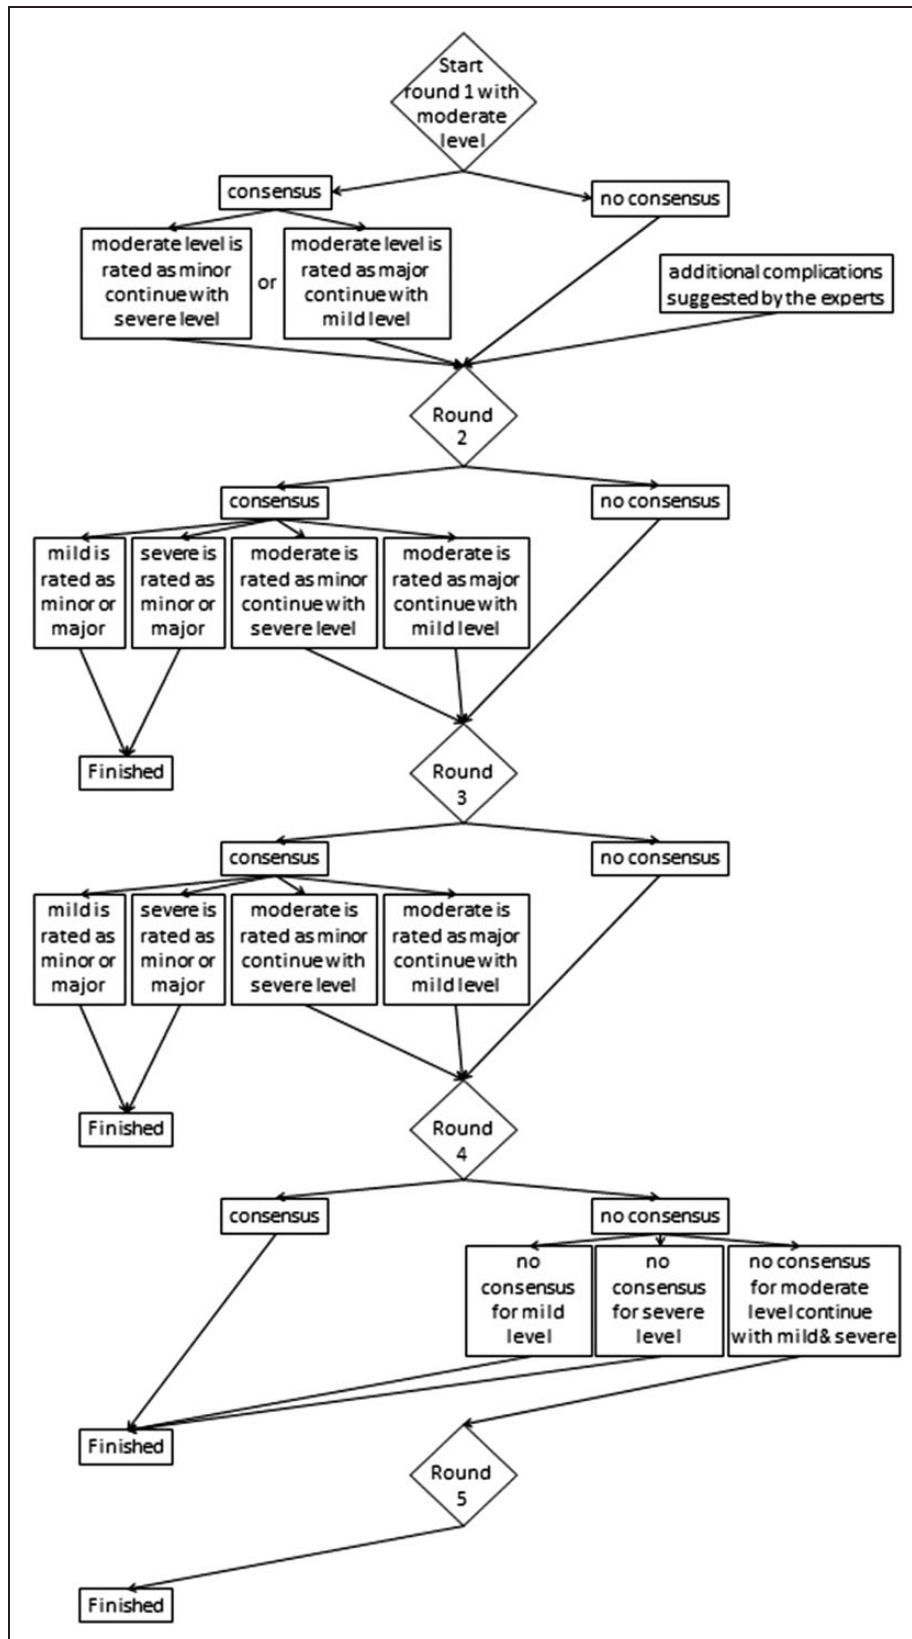 Start
round 1 with
moderate
level
consensus
no consensus
moderate level is
rated as minor
continue with
severe level
or
moderate level is
rated as major
continue with
mild level
additional complications
suggested by the experts
Round
2
consensus
no consensus
mild is
rated as
minor or
major
severe is
rated as
minor or
major
moderate is
rated as minor
continue with
severe level
moderate is
rated as major
continue with
mild level
Finished
Round
3
consensus
no consensus
mild is
rated as
minor or
major
severe is
rated as
minor or
major
moderate is
rated as minor
continue with
severe level
moderate is
rated as major
continue with
mild level
Finished
Round
4
consensus
no consensus
no
consensus
for mild
level
no
consensus
for severe
level
no consensus
for moderate
level continue
with mild& severe
Finished
Round
5
Finished